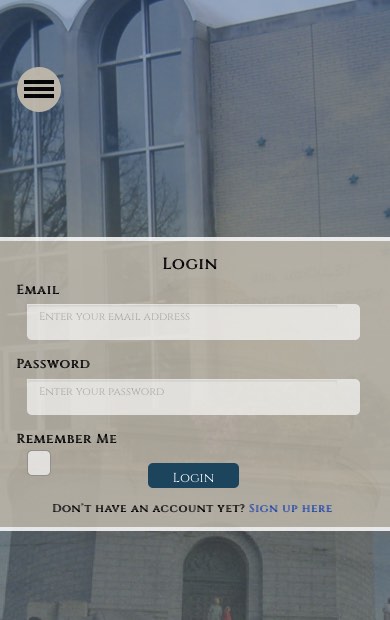 Login
Email
Enter your email address
Password
Enter your password
Remember Me
Login
Don't have an account yet? Sign up here